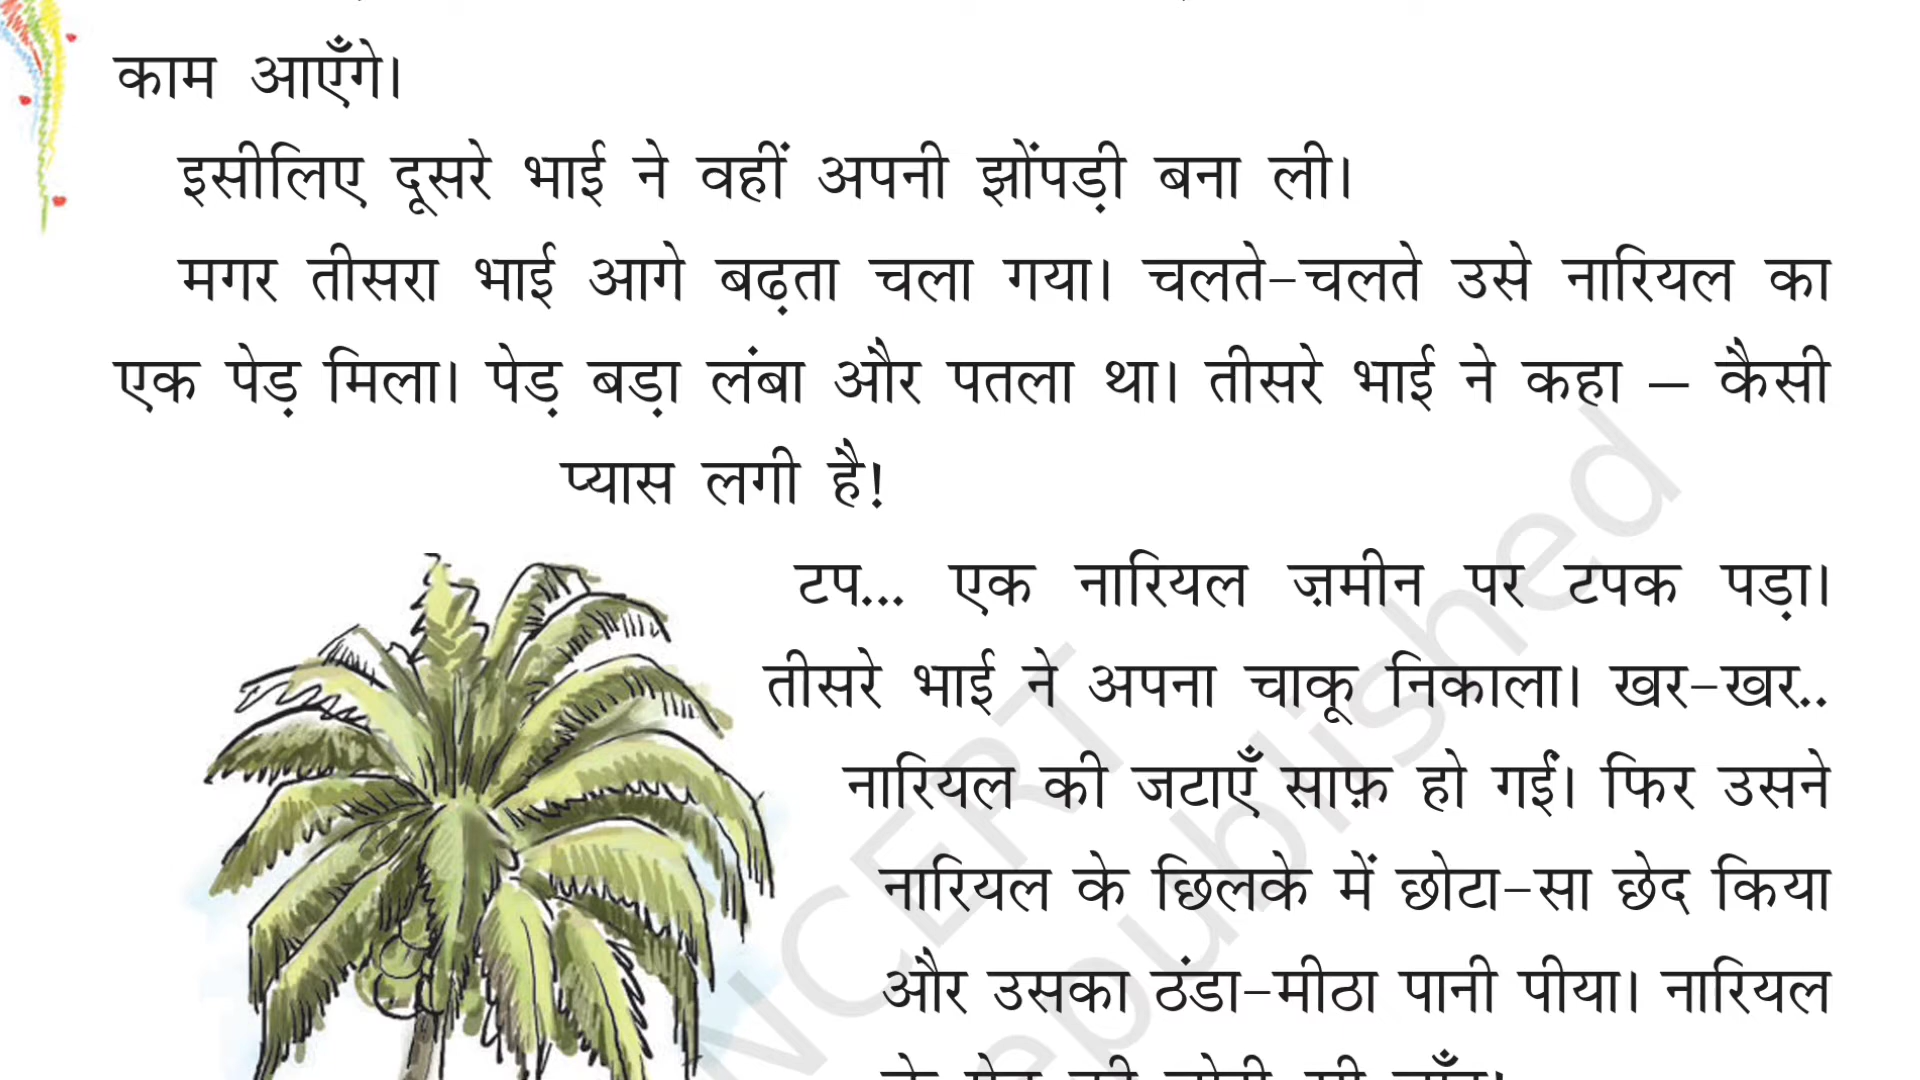 काम आएँगे।
इसीलिए दूसरे भाई ने वहीं अपनी झोंपड़ी बना ली।
मगर तीसरा भाई आगे बढ़ता चला गया। चलते-चलते उसे नारियल का
एक पेड़ मिला। पेड़ बड़ा लंबा और पतला था। तीसरे भाई ने कहा – कैसी
प्यास लगी है!
टप... एक नारियल ज़मीन पर टपक पड़ा।
तीसरे भाई ने अपना चाकू निकाला। खर-खर..
नारियल की जटाएँ साफ़ हो गईं। फिर उसने
नारियल के छिलके में छोटा-सा छेद किया
और उसका ठंडा-मीठा पानी पीया। नारियल
NCERT
republished